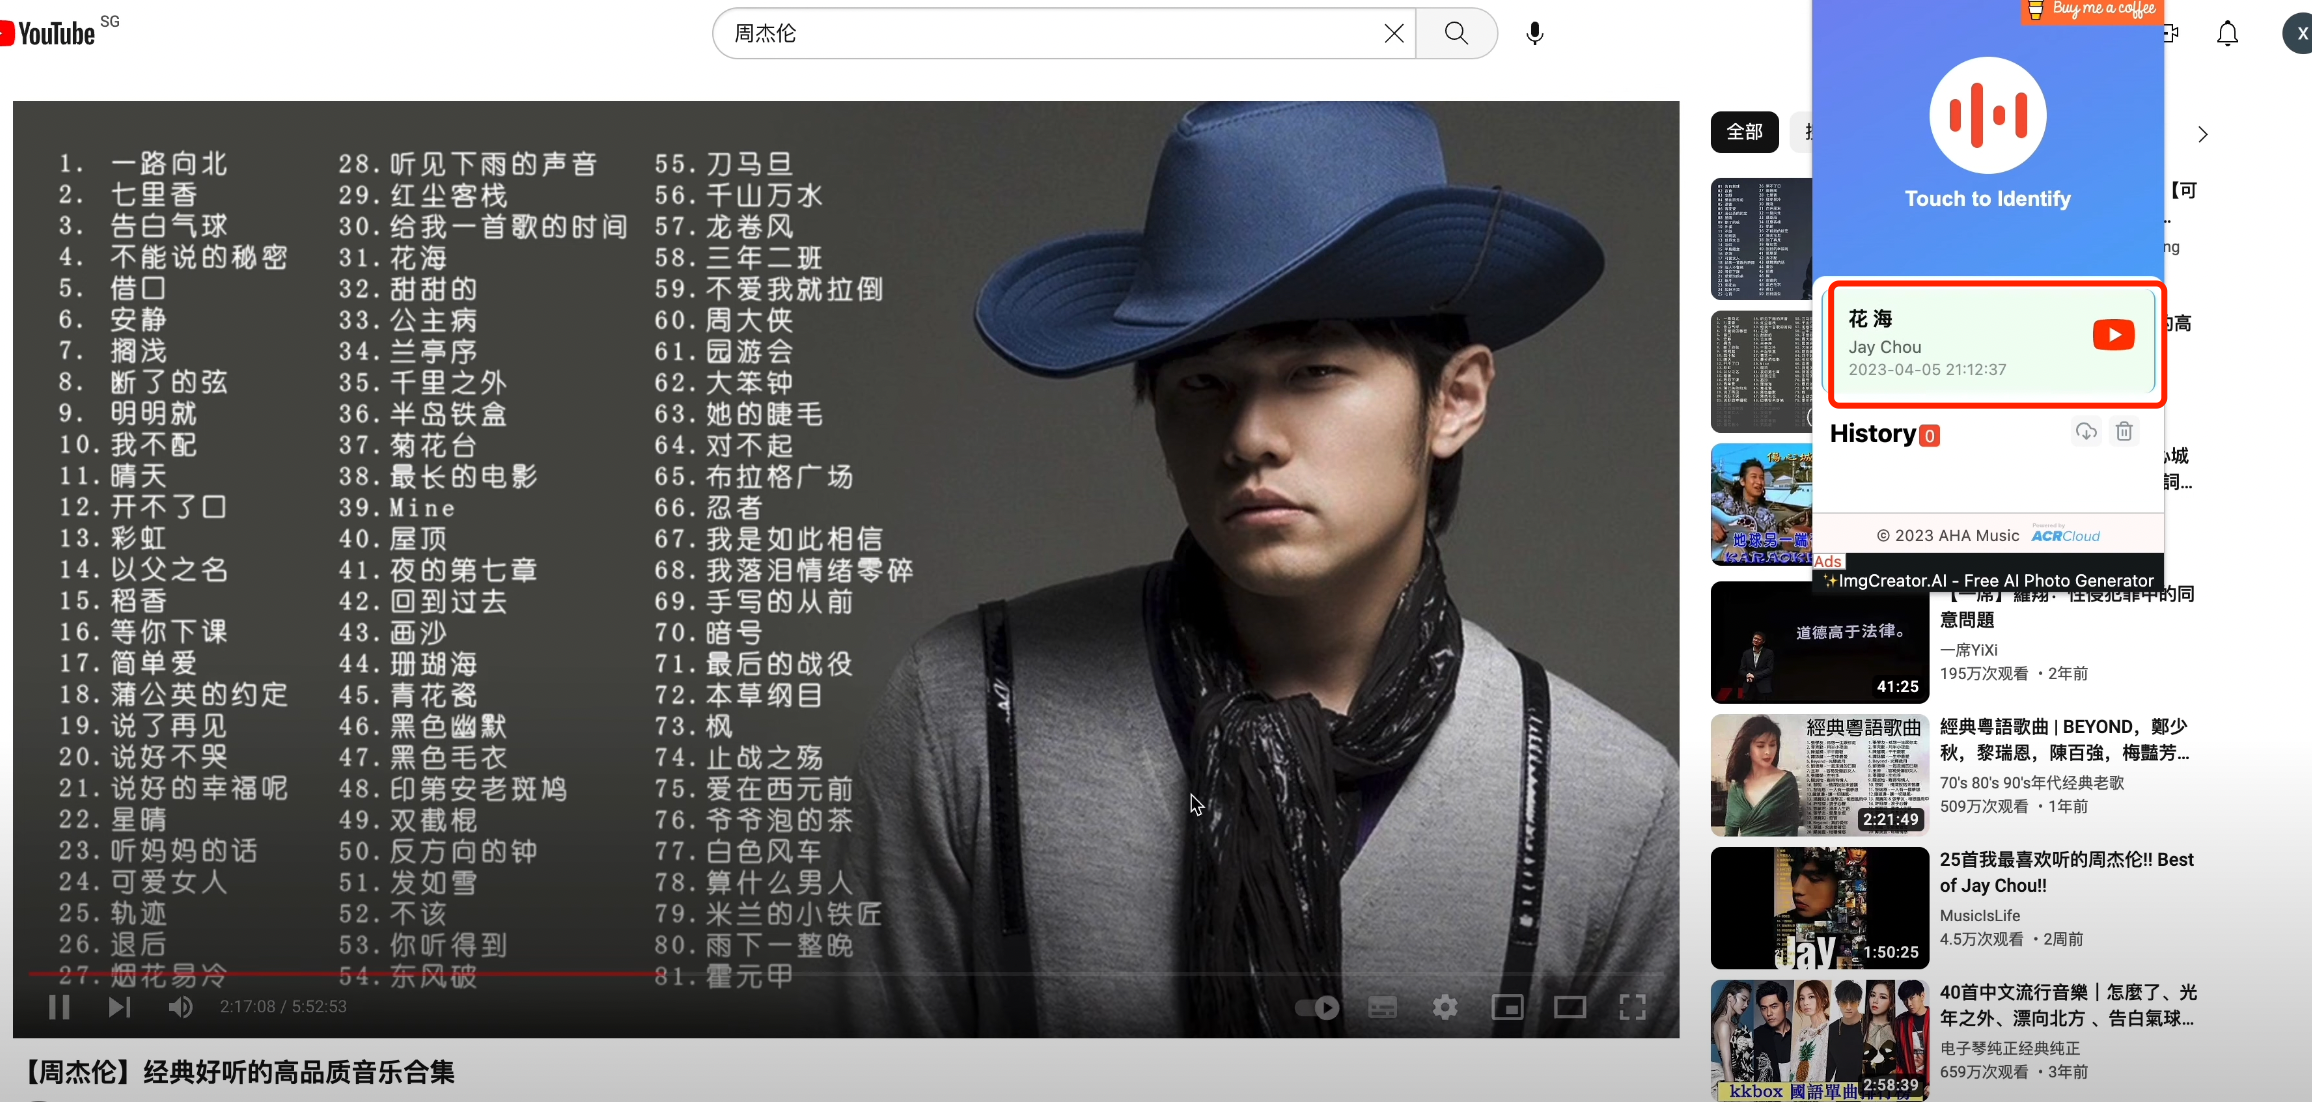 YouTube SG
周杰伦
Buy me a coffee
X
1. 一路向北
2. 七里香
3. 告白气球
4. 不能说的秘密
5. 借口
6. 安静
7. 搁浅
8. 断了的弦
9. 明明就
10. 我不配
11. 晴天
12. 开不了口
13. 彩虹
14. 以父之名
15. 稻香
16. 等你下课
17. 简单爱
18. 蒲公英的约定
19. 说了再见
20. 说好不哭
21. 说好的幸福呢
22. 星晴
23. 听妈妈的话
24. 可爱女人
25. 轨迹
26. 退后
27. 烟花易冷
28. 听见下雨的声音
29. 红尘客栈
30. 给我一首歌的时间
31. 花海
32. 甜甜的
33. 公主病
34. 兰亭序
35. 千里之外
36. 半岛铁盒
37. 菊花台
38. 最长的电影
39. Mine
40. 屋顶
41. 夜的第七章
42. 回到过去
43. 画沙
44. 珊瑚海
45. 青花瓷
46. 黑色幽默
47. 黑色毛衣
48. 印第安老斑鸠
49. 双截棍
50. 反方向的钟
51. 发如雪
52. 不该
53. 你听得到
54. 东风破
55. 刀马旦
56. 千山万水
57. 龙卷风
58. 三年二班
59. 不爱我就拉倒
60. 周大侠
61. 园游会
62. 大笨钟
63. 她的睫毛
64. 对不起
65. 布拉格广场
66. 忍者
67. 我是如此相信
68. 我落泪情绪零碎
69. 手写的从前
70. 暗号
71. 最后的战役
72. 本草纲目
73. 枫
74. 止战之殇
75. 爱在西元前
76. 爷爷泡的茶
77. 白色风车
78. 算什么男人
79. 米兰的小铁匠
80. 雨下一整晚
81. 霍元甲
2:17:08 / 5:52:53
【周杰伦】经典好听的高品质音乐合集
全部
Touch to Identify
花 海
Jay Chou
2023-04-05 21:12:37
History 0
© 2023 AHA Music Powered by ACRCloud
Ads
✨ImgCreator.AI - Free AI Photo Generator
【可
..
ng
的高
心城
詞...
地球另一端
道德高于法律。
41:25
【一席】羅翔：性侵犯罪中的同
意問題
一席YiXi
195万次观看 · 2年前
經典粵語歌曲
2:21:49
經典粵語歌曲 | BEYOND，鄭少
秋，黎瑞恩，陳百強，梅豔芳...
70's 80's 90's年代经典老歌
509万次观看 · 1年前
Jay
1:50:25
25首我最喜欢听的周杰伦!! Best
of Jay Chou!!
MusicIsLife
4.5万次观看 · 2周前
kkbox 國語單曲排行榜
2:58:39
40首中文流行音樂｜怎麼了、光
年之外、漂向北方 、告白氣球...
电子琴纯正经典纯正
659万次观看 · 3年前